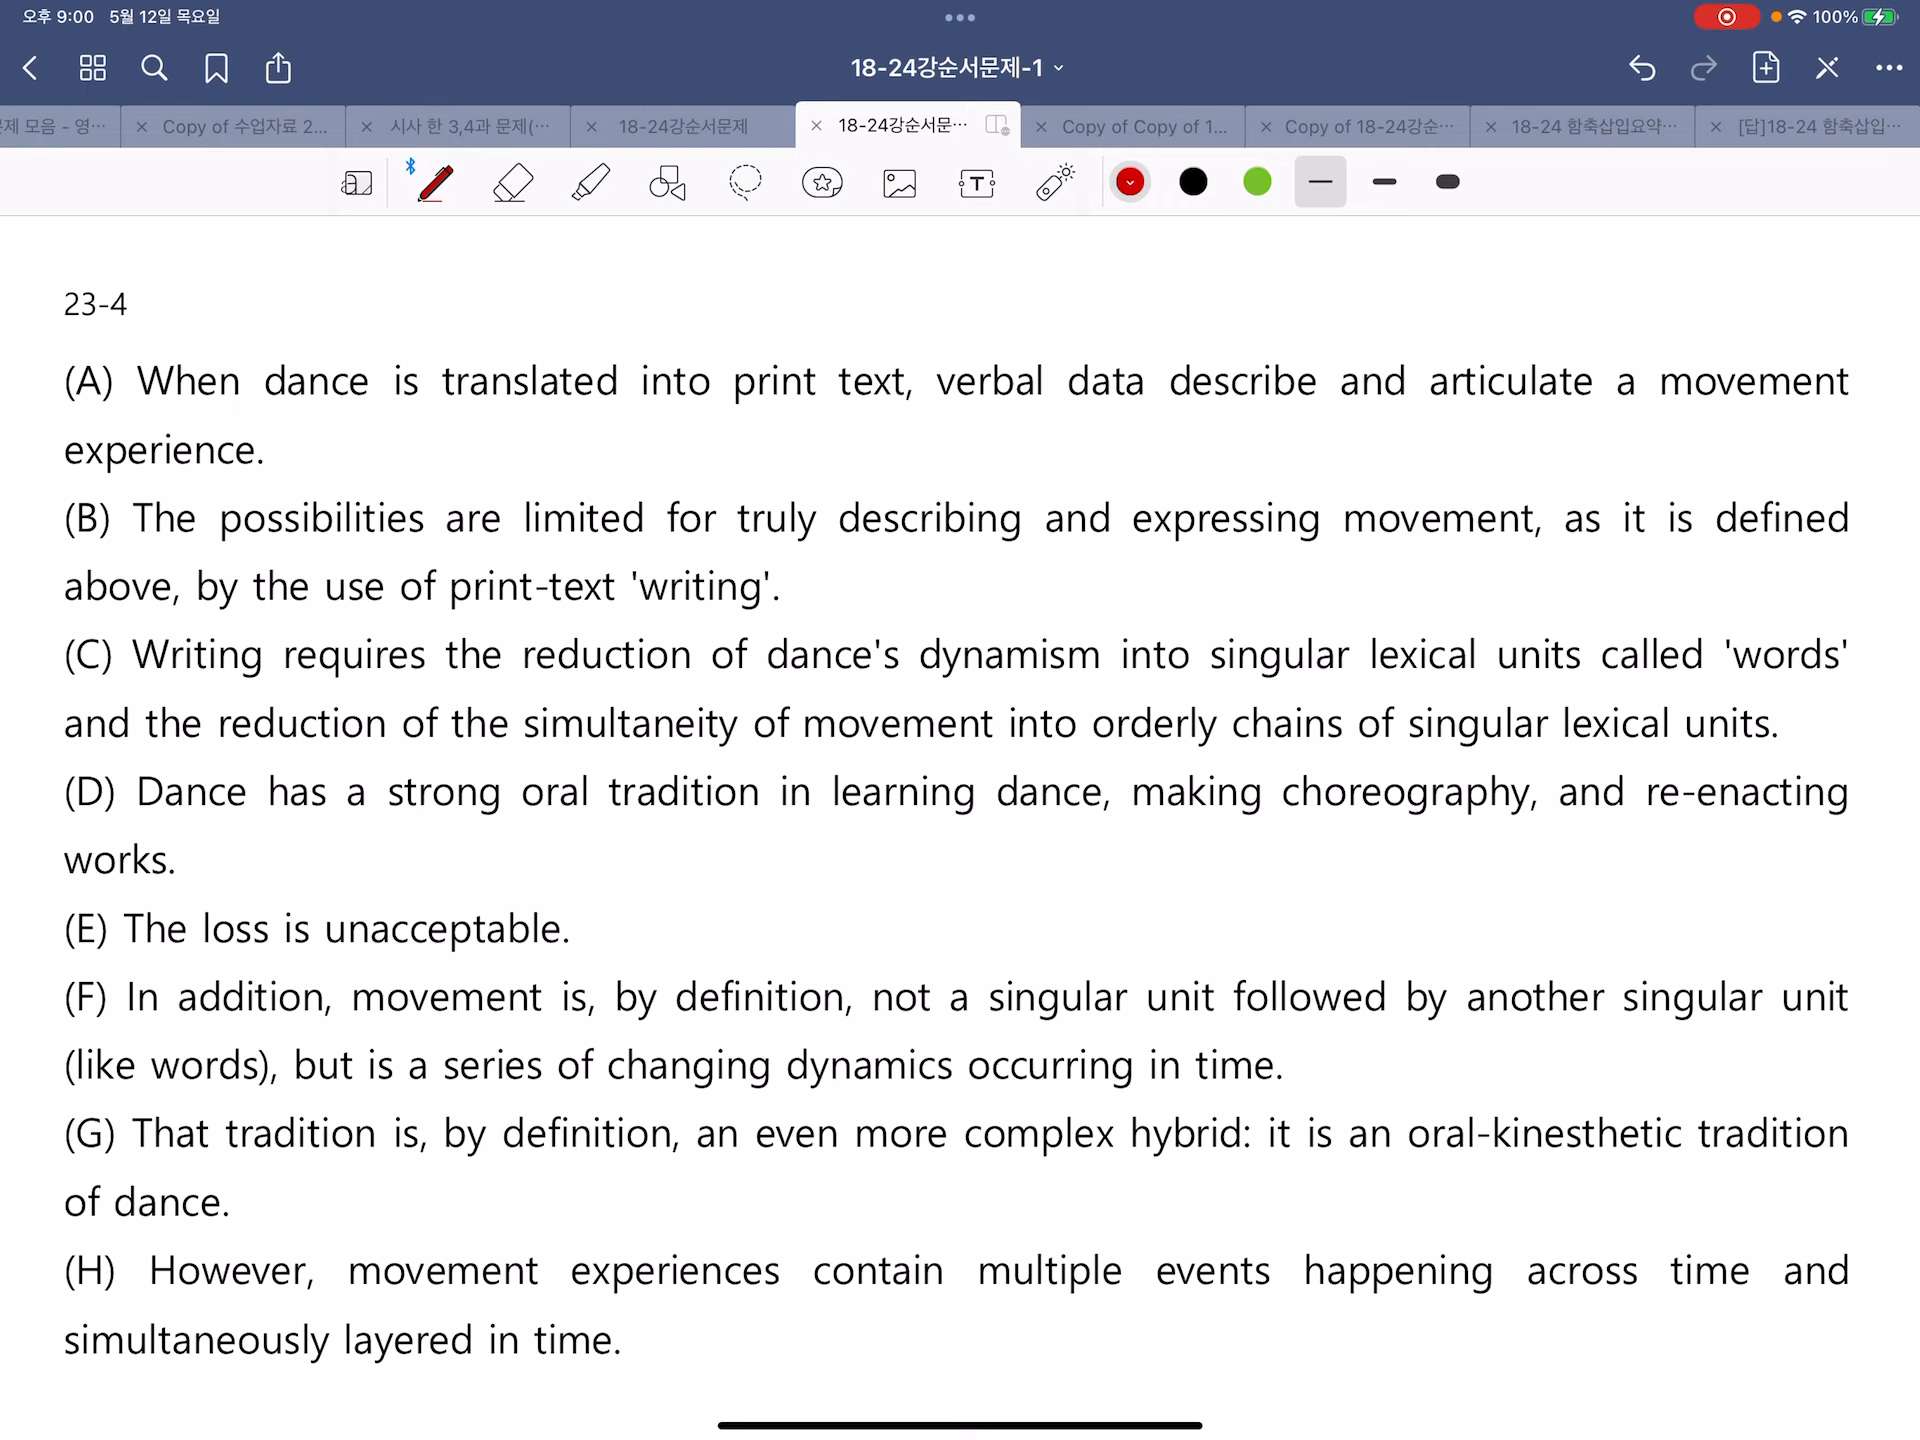 오후 9:00 5월 12일 목요일
100%
18-24강순서문제-1
문제 모음 - 영···
Copy of 수업자료 2...
시사 한 3,4과 문제(···
18-24강순서문제
18-24강순서문···
Copy of Copy of 1...
Copy of 18-24강순···
18-24 함축삽입요약···
[답]18-24 함축삽입···
23-4
(A) When dance is translated into print text, verbal data describe and articulate a movement
experience.
(B) The possibilities are limited for truly describing and expressing movement, as it is defined
above, by the use of print-text 'writing'.
(C) Writing requires the reduction of dance's dynamism into singular lexical units called 'words'
and the reduction of the simultaneity of movement into orderly chains of singular lexical units.
(D) Dance has a strong oral tradition in learning dance, making choreography, and re-enacting
works.
(E) The loss is unacceptable.
(F) In addition, movement is, by definition, not a singular unit followed by another singular unit
(like words), but is a series of changing dynamics occurring in time.
(G) That tradition is, by definition, an even more complex hybrid: it is an oral-kinesthetic tradition
of dance.
(H) However, movement experiences contain multiple events happening across time and
simultaneously layered in time.